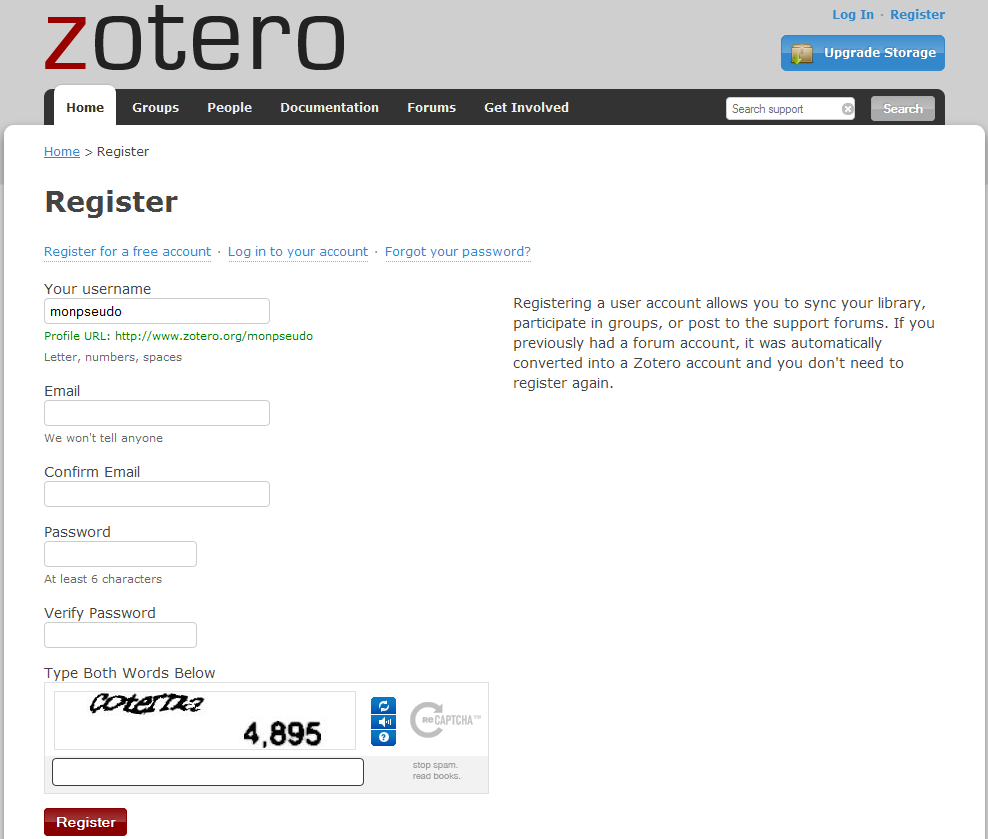 zotero
Log In · Register
Upgrade Storage
Home Groups People Documentation Forums Get Involved Search support Search
Home > Register
Register
Register for a free account · Log in to your account · Forgot your password?
Your username
monpseudo
Profile URL: http://www.zotero.org/monpseudo
Letter, numbers, spaces
Registering a user account allows you to sync your library,
participate in groups, or post to the support forums. If you
previously had a forum account, it was automatically
converted into a Zotero account and you don't need to
register again.
Email
We won't tell anyone
Confirm Email
Password
At least 6 characters
Verify Password
Type Both Words Below
4,895
reCAPTCHA™
stop spam.
read books.
Register